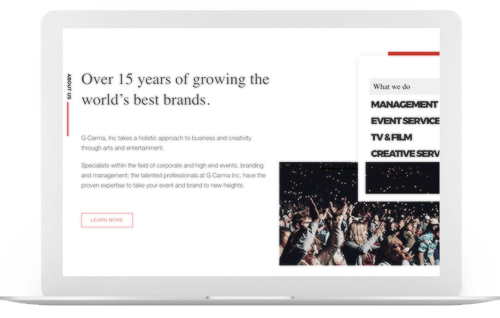 ABOUT US
Over 15 years of growing the
world's best brands.
G Carma, Inc takes a holistic approach to business and creativity
through arts and entertainment.
Specialists within the field of corporate and high end events, branding
and management; the talented professionals at G Carma Inc, have the
proven expertise to take your event and brand to new heights.
LEARN MORE
What we do
MANAGEMENT
EVENT SERVICE
TV & FILM
CREATIVE SERV